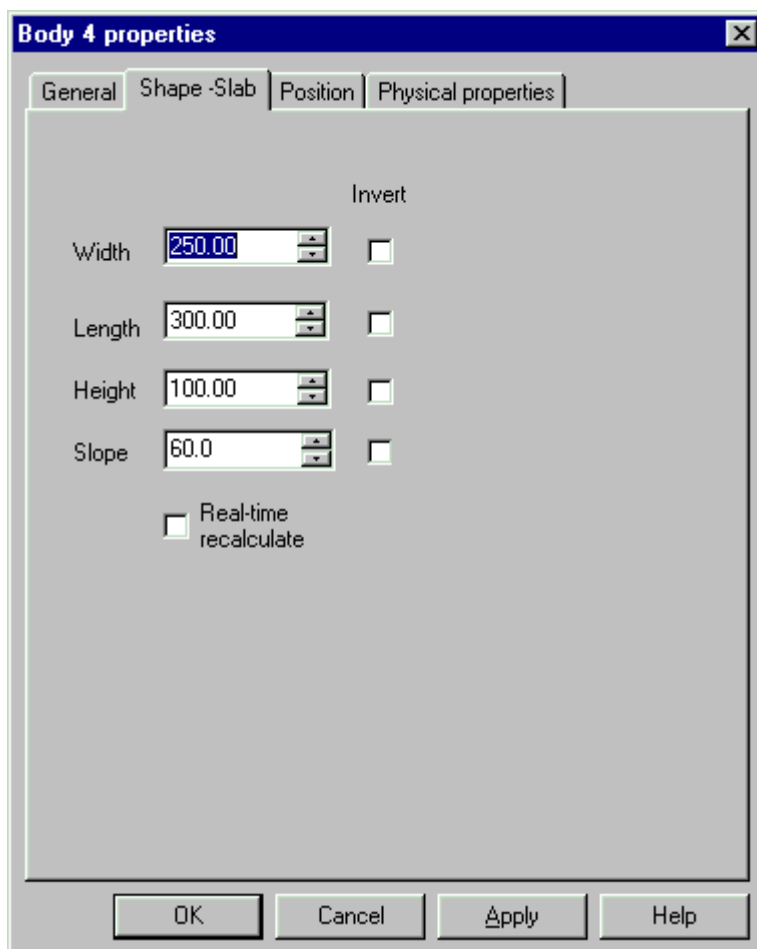 Body 4 properties
General Shape -Slab Position Physical properties
Invert
Width 250.00
Length 300.00
Height 100.00
Slope 60.0
Real-time
recalculate
OK Cancel Apply Help